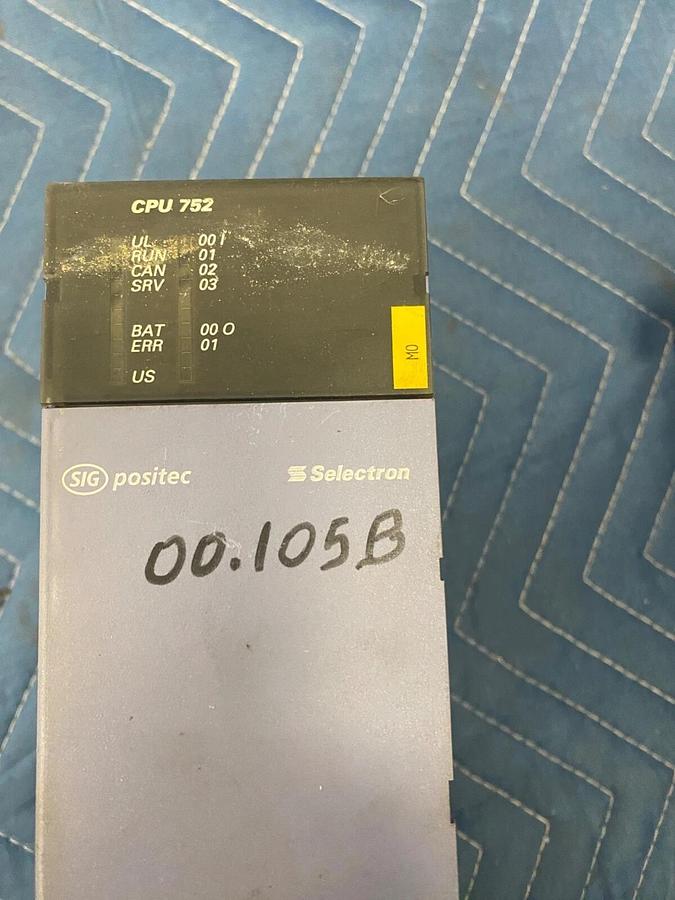 CPU 752
UL 00 I
RUN 01
CAN 02
SRV 03
BAT 00 O
ERR 01
US
MO
SIG positec Selectron
00.105B